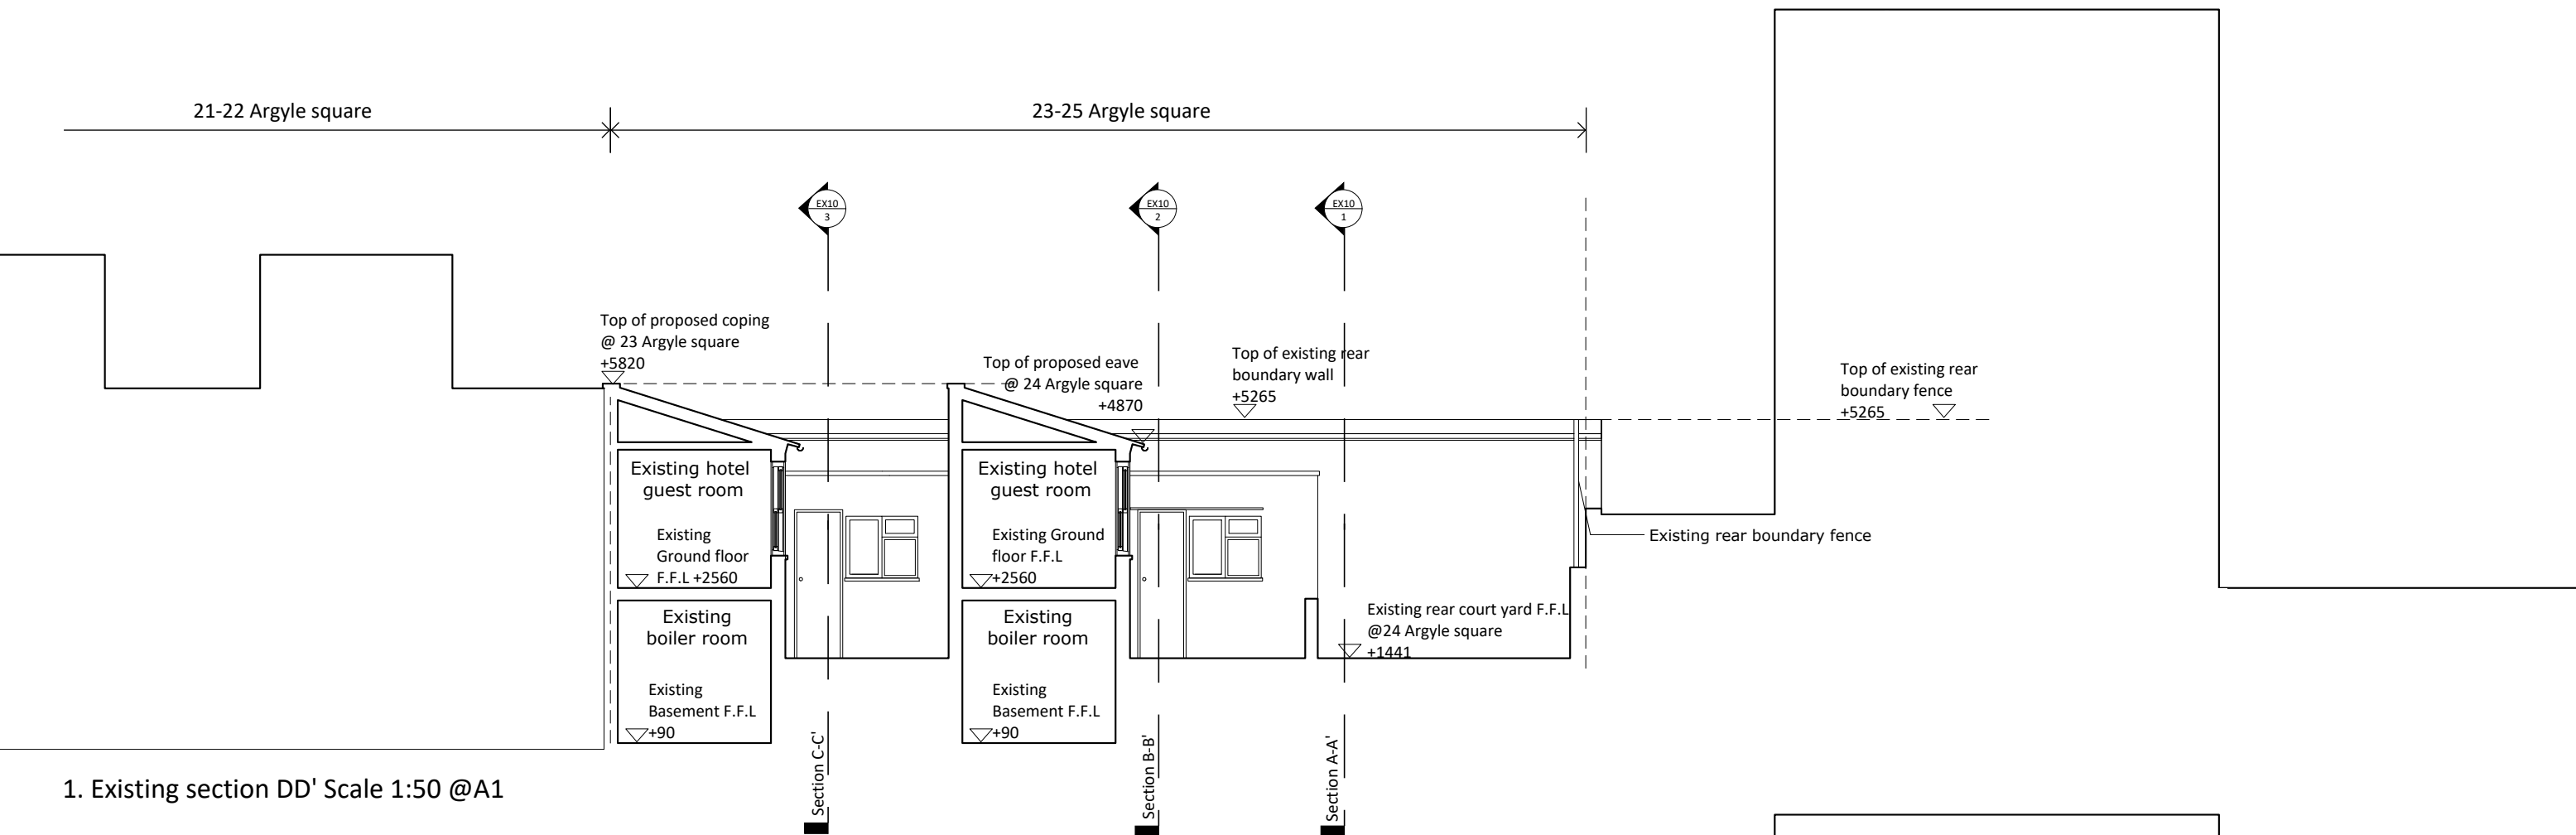 21-22 Argyle square
23-25 Argyle square
EX10
3
EX10
2
EX10
1
Top of proposed coping
@ 23 Argyle square
+5820
Top of proposed eave
@ 24 Argyle square
+4870
Top of existing rear
boundary wall
+5265
Top of existing rear
boundary fence
+5265
Existing hotel
guest room
Existing
Ground floor
F.F.L +2560
Existing hotel
guest room
Existing Ground
floor F.F.L
+2560
Existing rear boundary fence
Existing
boiler room
Existing
Basement F.F.L
+90
Existing
boiler room
Existing
Basement F.F.L
+90
Existing rear court yard F.F.L
@24 Argyle square
+1441
Section C-C'
Section B-B'
Section A-A'
1. Existing section DD' Scale 1:50 @A1